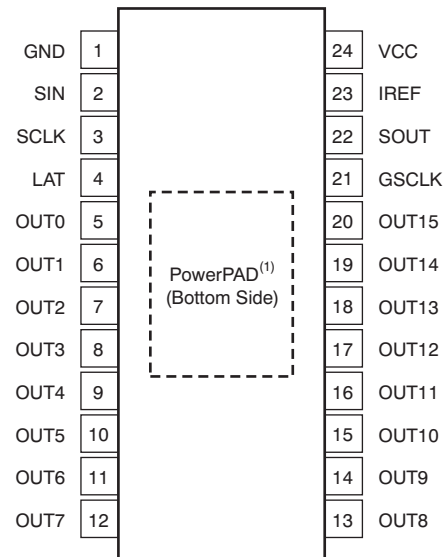 GND 1 24 VCC
SIN 2 23 IREF
SCLK 3 22 SOUT
LAT 4 21 GSCLK
OUT0 5 20 OUT15
OUT1 6 19 OUT14
PowerPAD(1)
(Bottom Side)
OUT2 7 18 OUT13
OUT3 8 17 OUT12
OUT4 9 16 OUT11
OUT5 10 15 OUT10
OUT6 11 14 OUT9
OUT7 12 13 OUT8